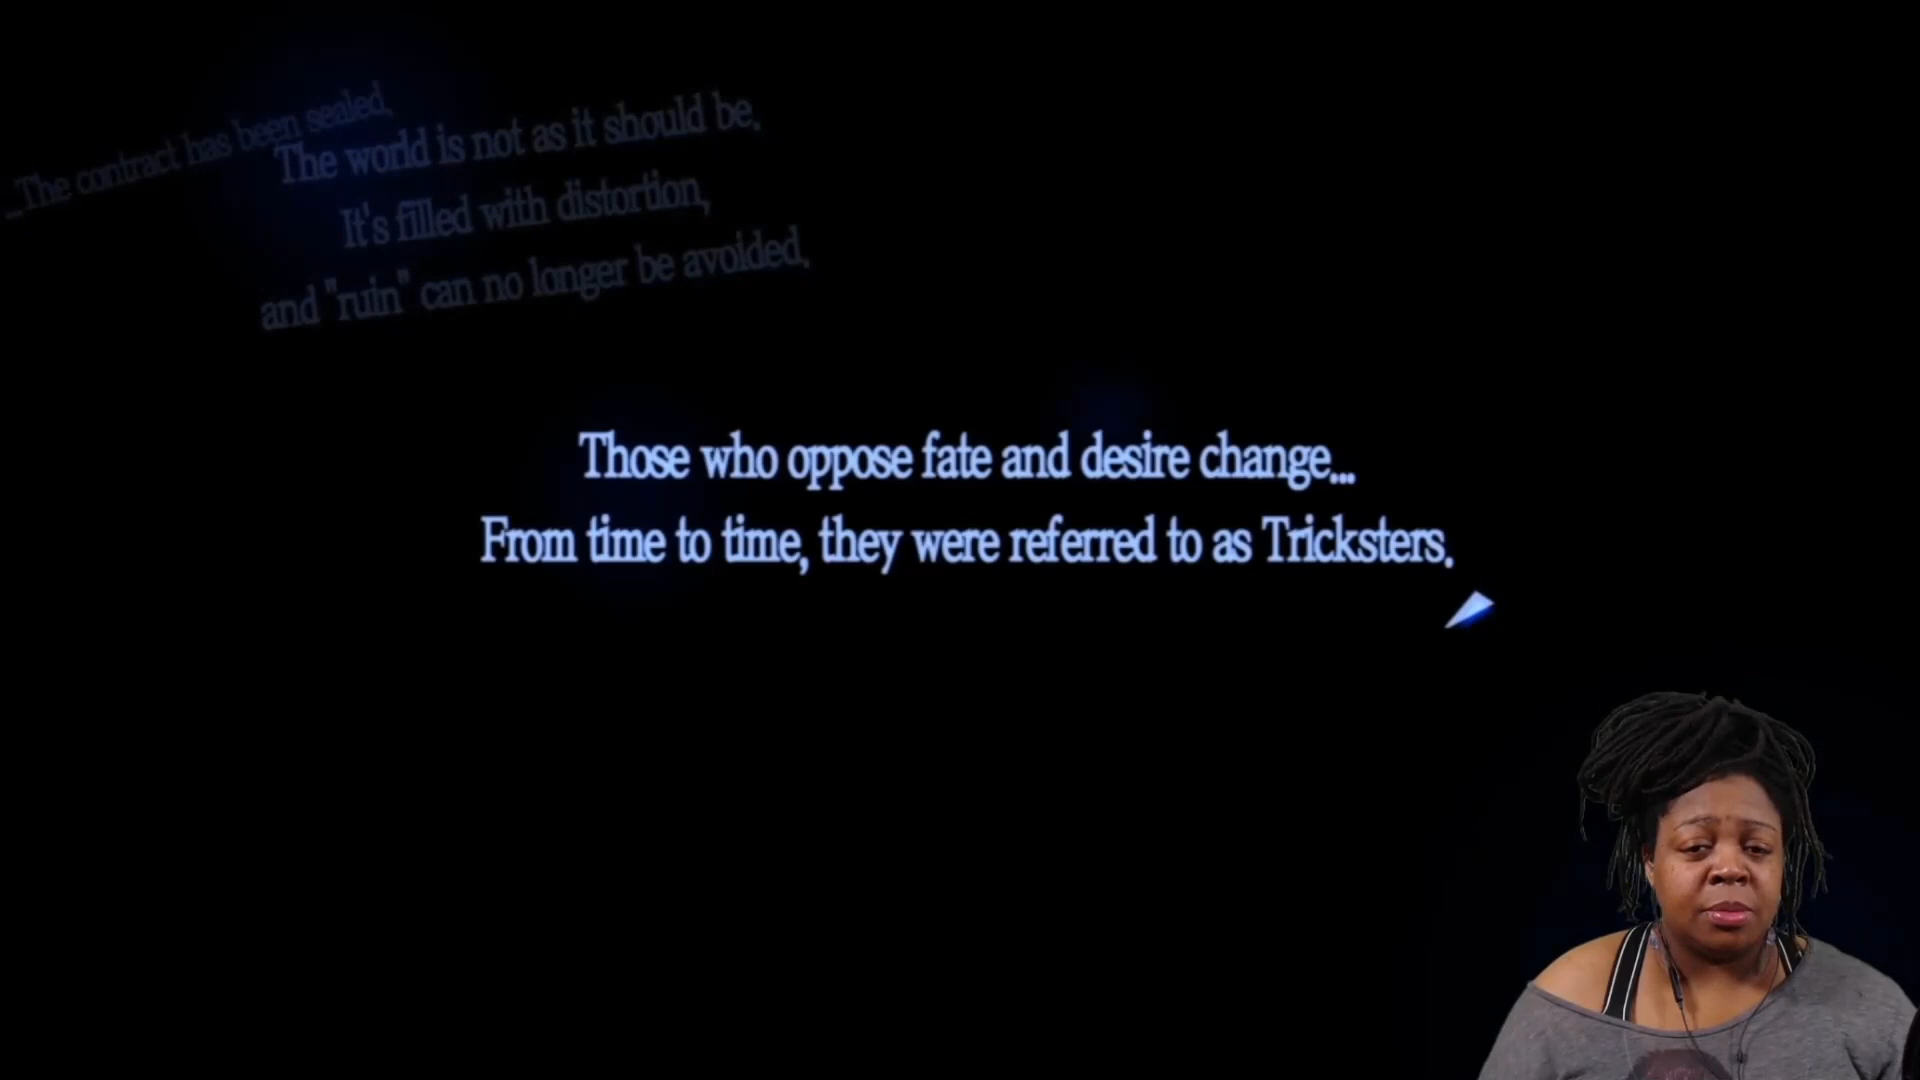 ...The contract has been sealed.
The world is not as it should be.
It's filled with distortion,
and "ruin" can no longer be avoided.
Those who oppose fate and desire change...
From time to time, they were referred to as Tricksters.